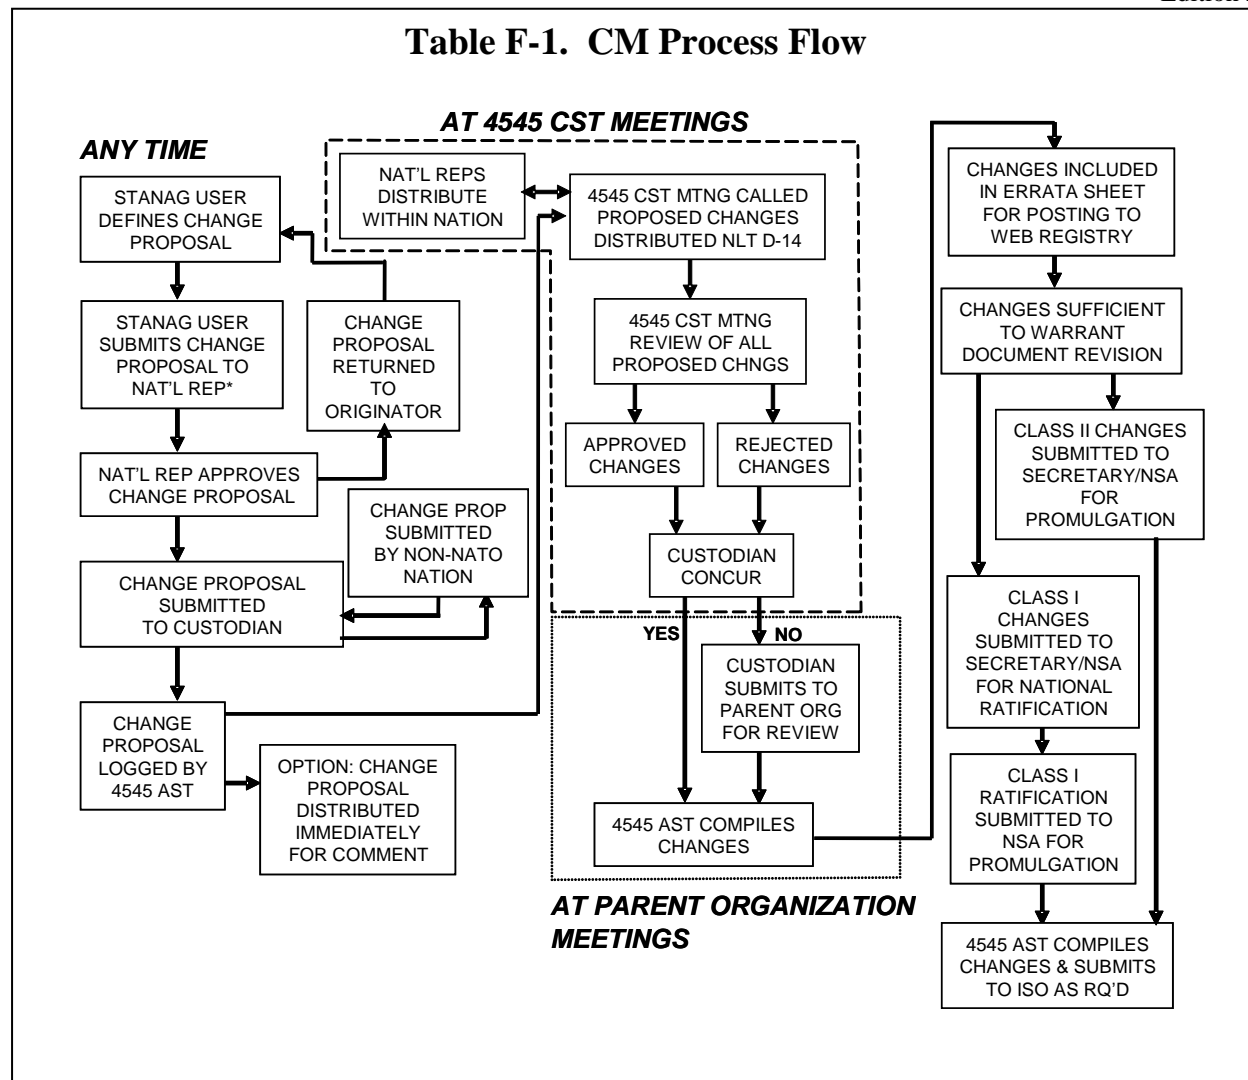 Table F-1.  CM Process Flow
AT 4545 CST MEETINGS
ANY TIME
STANAG USER
DEFINES CHANGE
PROPOSAL
STANAG USER
SUBMITS CHANGE
PROPOSAL TO
NAT'L REP*
CHANGE
PROPOSAL
RETURNED
TO
ORIGINATOR
NAT'L REP APPROVES
CHANGE PROPOSAL
CHANGE PROP
SUBMITTED
BY NON-NATO
NATION
CHANGE PROPOSAL
SUBMITTED
TO CUSTODIAN
CHANGE
PROPOSAL
LOGGED BY
4545 AST
OPTION: CHANGE
PROPOSAL
DISTRIBUTED
IMMEDIATELY
FOR COMMENT
NAT'L REPS
DISTRIBUTE
WITHIN NATION
4545 CST MTNG CALLED
PROPOSED CHANGES
DISTRIBUTED NLT D-14
4545 CST MTNG
REVIEW OF ALL
PROPOSED CHNGS
APPROVED
CHANGES
REJECTED
CHANGES
CUSTODIAN
CONCUR
YES
NO
CUSTODIAN
SUBMITS TO
PARENT ORG
FOR REVIEW
4545 AST COMPILES
CHANGES
AT PARENT ORGANIZATION
MEETINGS
CHANGES INCLUDED
IN ERRATA SHEET
FOR POSTING TO
WEB REGISTRY
CHANGES SUFFICIENT
TO WARRANT
DOCUMENT REVISION
CLASS II CHANGES
SUBMITTED TO
SECRETARY/NSA
FOR
PROMULGATION
CLASS I
CHANGES
SUBMITTED TO
SECRETARY/NSA
FOR NATIONAL
RATIFICATION
CLASS I
RATIFICATION
SUBMITTED TO
NSA FOR
PROMULGATION
4545 AST COMPILES
CHANGES & SUBMITS
TO ISO AS RQ'D